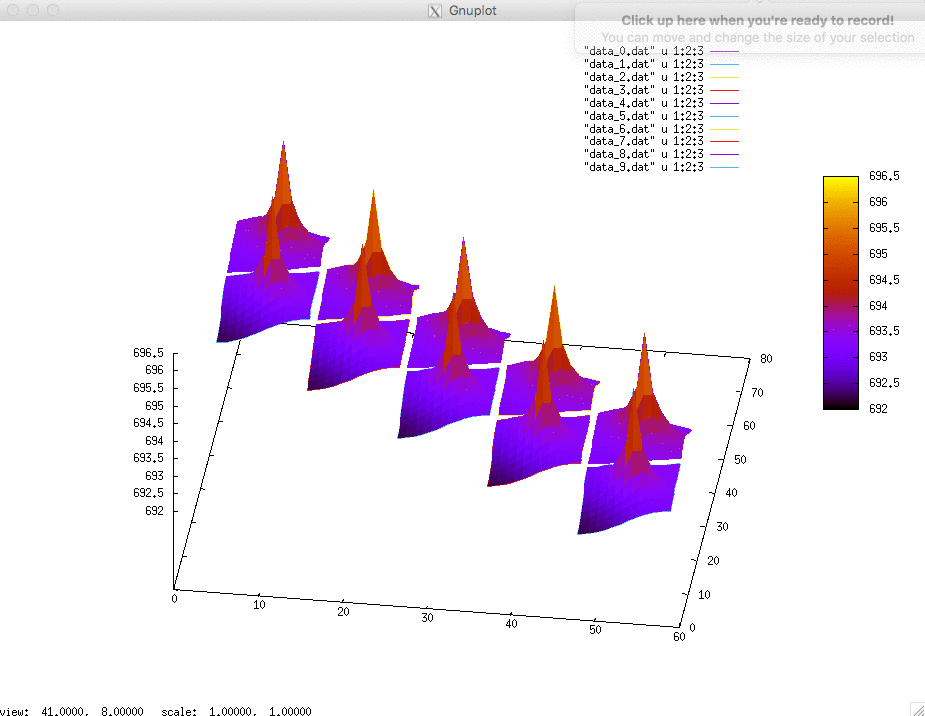 Gnuplot
Click up here when you're ready to record!
You can move and change the size of your selection
"data_0.dat" u 1:2:3
"data_1.dat" u 1:2:3
"data_2.dat" u 1:2:3
"data_3.dat" u 1:2:3
"data_4.dat" u 1:2:3
"data_5.dat" u 1:2:3
"data_6.dat" u 1:2:3
"data_7.dat" u 1:2:3
"data_8.dat" u 1:2:3
"data_9.dat" u 1:2:3
696.5
696
695.5
695
694.5
694
693.5
693
692.5
692
696.5
696
695.5
695
694.5
694
693.5
693
692.5
692
80
70
60
50
40
30
20
10
0
0
10
20
30
40
50
60
view: 41.0000, 8.00000 scale: 1.00000, 1.00000